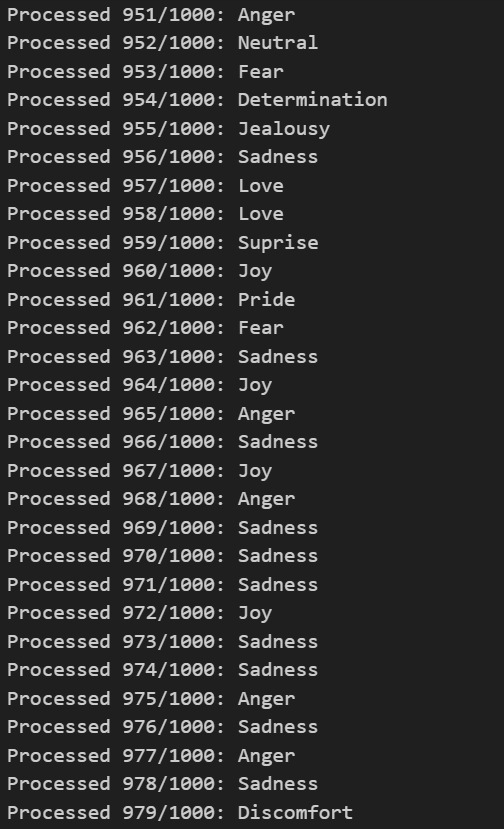 Processed 951/1000: Anger
Processed 952/1000: Neutral
Processed 953/1000: Fear
Processed 954/1000: Determination
Processed 955/1000: Jealousy
Processed 956/1000: Sadness
Processed 957/1000: Love
Processed 958/1000: Love
Processed 959/1000: Suprise
Processed 960/1000: Joy
Processed 961/1000: Pride
Processed 962/1000: Fear
Processed 963/1000: Sadness
Processed 964/1000: Joy
Processed 965/1000: Anger
Processed 966/1000: Sadness
Processed 967/1000: Joy
Processed 968/1000: Anger
Processed 969/1000: Sadness
Processed 970/1000: Sadness
Processed 971/1000: Sadness
Processed 972/1000: Joy
Processed 973/1000: Sadness
Processed 974/1000: Sadness
Processed 975/1000: Anger
Processed 976/1000: Sadness
Processed 977/1000: Anger
Processed 978/1000: Sadness
Processed 979/1000: Discomfort